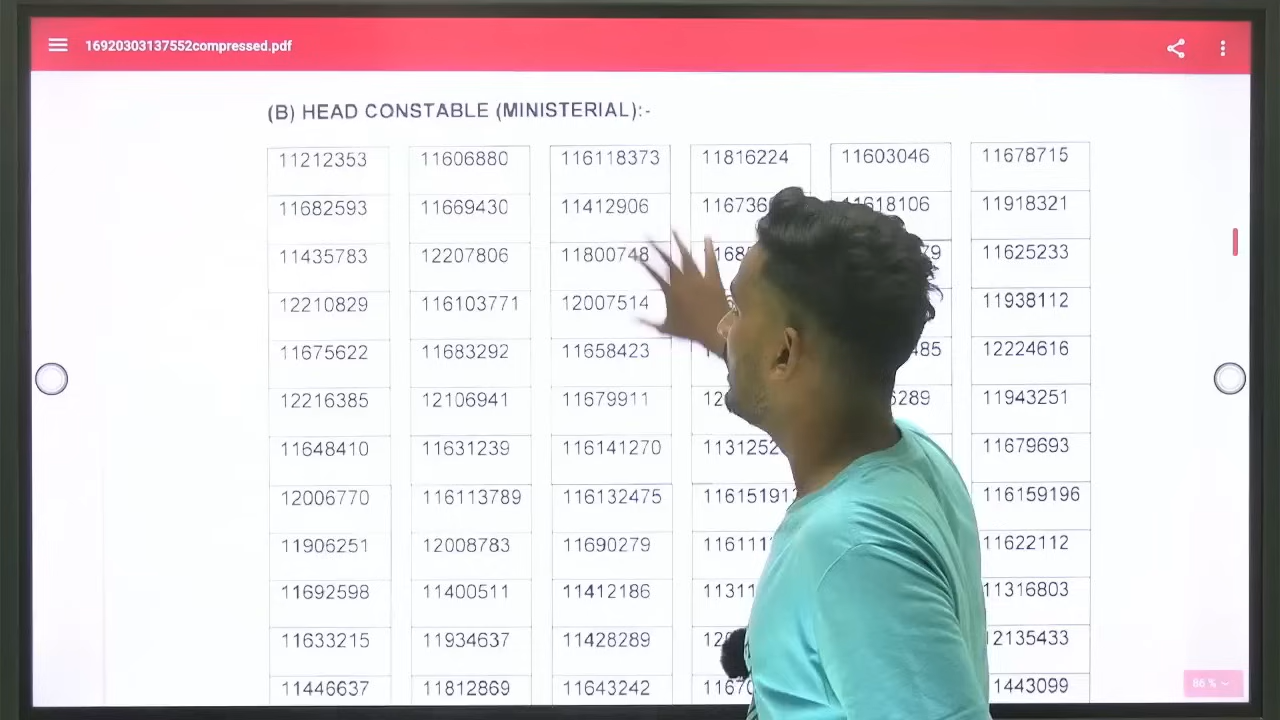 16920303137552compressed.pdf
(B) HEAD CONSTABLE (MINISTERIAL):-
11212353 11606880 116118373 11816224 11603046 11678715
11682593 11669430 11412906 11918321
11435783 12207806 11800748 11625233
12210829 116103771 12007514 11938112
11675622 11683292 11658423 12224616
12216385 12106941 11679911 11943251
11648410 11631239 116141270 11679693
12006770 116113789 116132475 116159196
11906251 12008783 11690279 11622112
11692598 11400511 11412186 11316803
11633215 11934637 11428289
11446637 11812869 11643242
86 %